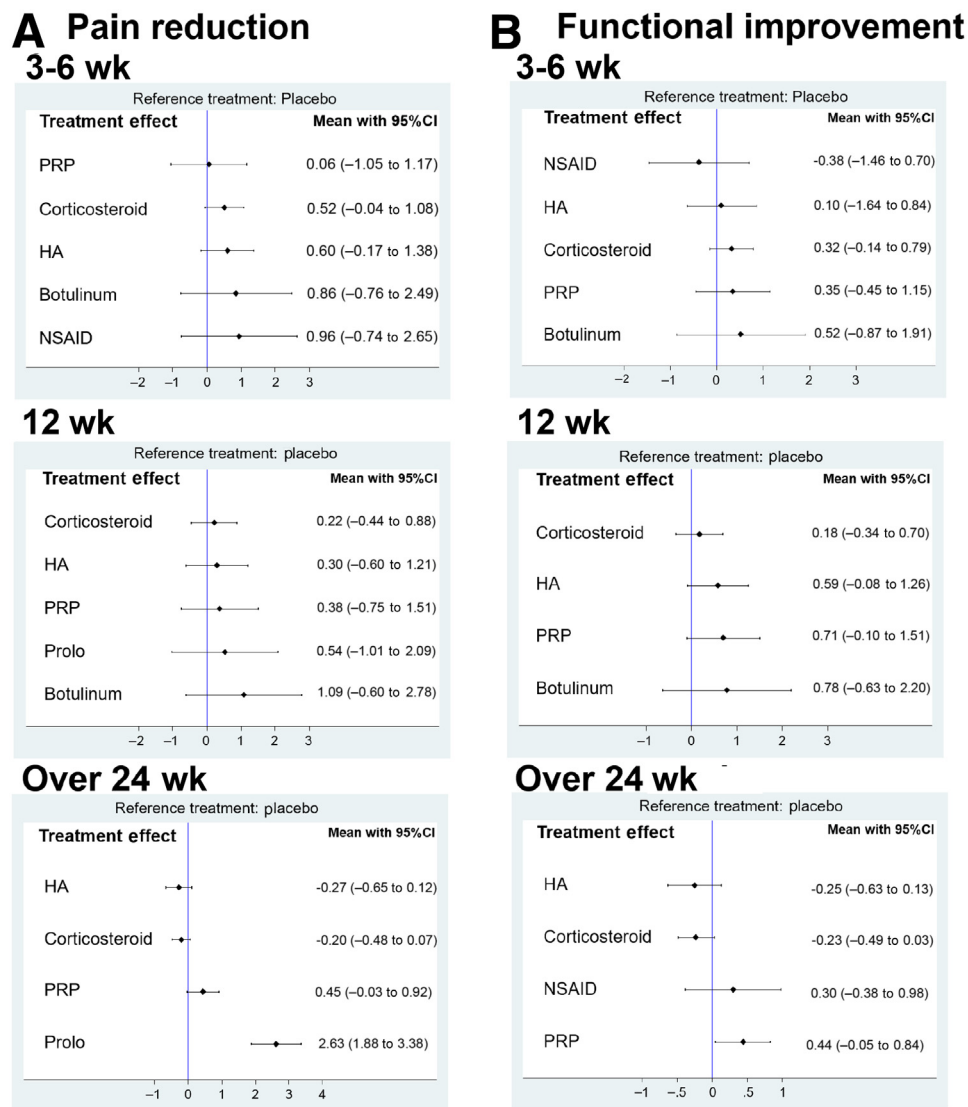 A Pain reduction
3-6 wk
Reference treatment: Placebo
Treatment effect Mean with 95%CI
PRP 0.06 (–1.05 to 1.17)
Corticosteroid 0.52 (–0.04 to 1.08)
HA 0.60 (–0.17 to 1.38)
Botulinum 0.86 (–0.76 to 2.49)
NSAID 0.96 (–0.74 to 2.65)
–2 –1 0 1 2 3
12 wk
Reference treatment: placebo
Treatment effect Mean with 95%CI
Corticosteroid 0.22 (–0.44 to 0.88)
HA 0.30 (–0.60 to 1.21)
PRP 0.38 (–0.75 to 1.51)
Prolo 0.54 (–1.01 to 2.09)
Botulinum 1.09 (–0.60 to 2.78)
–2 –1 0 1 2 3
Over 24 wk
Reference treatment: placebo
Treatment effect Mean with 95%CI
HA -0.27 (–0.65 to 0.12)
Corticosteroid -0.20 (–0.48 to 0.07)
PRP 0.45 (–0.03 to 0.92)
Prolo 2.63 (1.88 to 3.38)
–1 0 1 2 3 4
B Functional improvement
3-6 wk
Reference treatment: Placebo
Treatment effect Mean with 95%CI
NSAID -0.38 (–1.46 to 0.70)
HA 0.10 (–1.64 to 0.84)
Corticosteroid 0.32 (–0.14 to 0.79)
PRP 0.35 (–0.45 to 1.15)
Botulinum 0.52 (–0.87 to 1.91)
–2 –1 0 1 2 3
12 wk
Reference treatment: placebo
Treatment effect Mean with 95%CI
Corticosteroid 0.18 (–0.34 to 0.70)
HA 0.59 (–0.08 to 1.26)
PRP 0.71 (–0.10 to 1.51)
Botulinum 0.78 (–0.63 to 2.20)
–1 0 1 2 3
Over 24 wk
Reference treatment: placebo
Treatment effect Mean with 95%CI
HA -0.25 (–0.63 to 0.13)
Corticosteroid -0.23 (–0.49 to 0.03)
NSAID 0.30 (–0.38 to 0.98)
PRP 0.44 (–0.05 to 0.84)
–1 –.5 0 .5 1